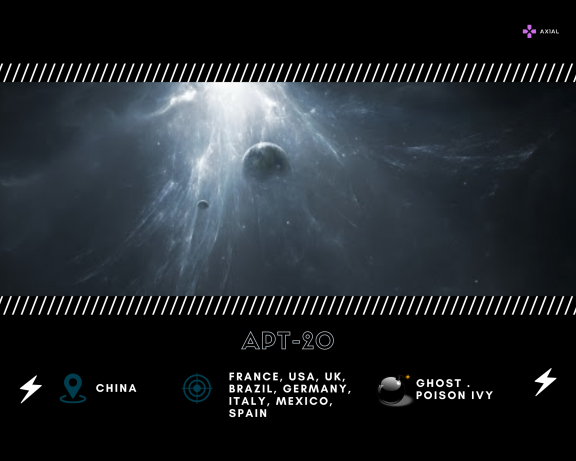 AXIAL
APT-20
CHINA
FRANCE, USA, UK,
BRAZIL, GERMANY,
ITALY, MEXICO,
SPAIN
GHOST .
POISON IVY